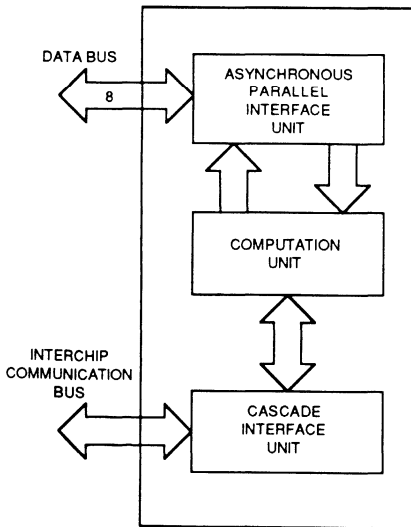 DATA BUS
8
ASYNCHRONOUS
PARALLEL
INTERFACE
UNIT
COMPUTATION
UNIT
INTERCHIP
COMMUNICATION
BUS
CASCADE
INTERFACE
UNIT